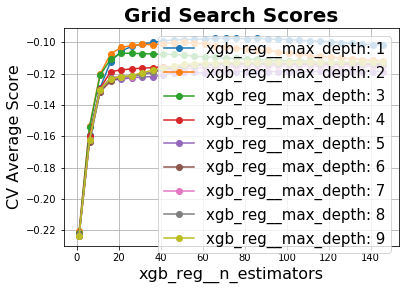 Grid Search Scores
CV Average Score
−0.10
−0.12
−0.14
−0.16
−0.18
−0.20
−0.22
xgb_reg__max_depth: 1
xgb_reg__max_depth: 2
xgb_reg__max_depth: 3
xgb_reg__max_depth: 4
xgb_reg__max_depth: 5
xgb_reg__max_depth: 6
xgb_reg__max_depth: 7
xgb_reg__max_depth: 8
xgb_reg__max_depth: 9
0 20 40 60 80 100 120 140
xgb_reg__n_estimators